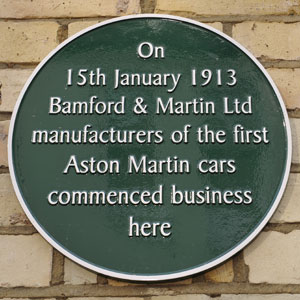 On
15th January 1913
Bamford & Martin Ltd
manufacturers of the first
Aston Martin cars
commenced business
here